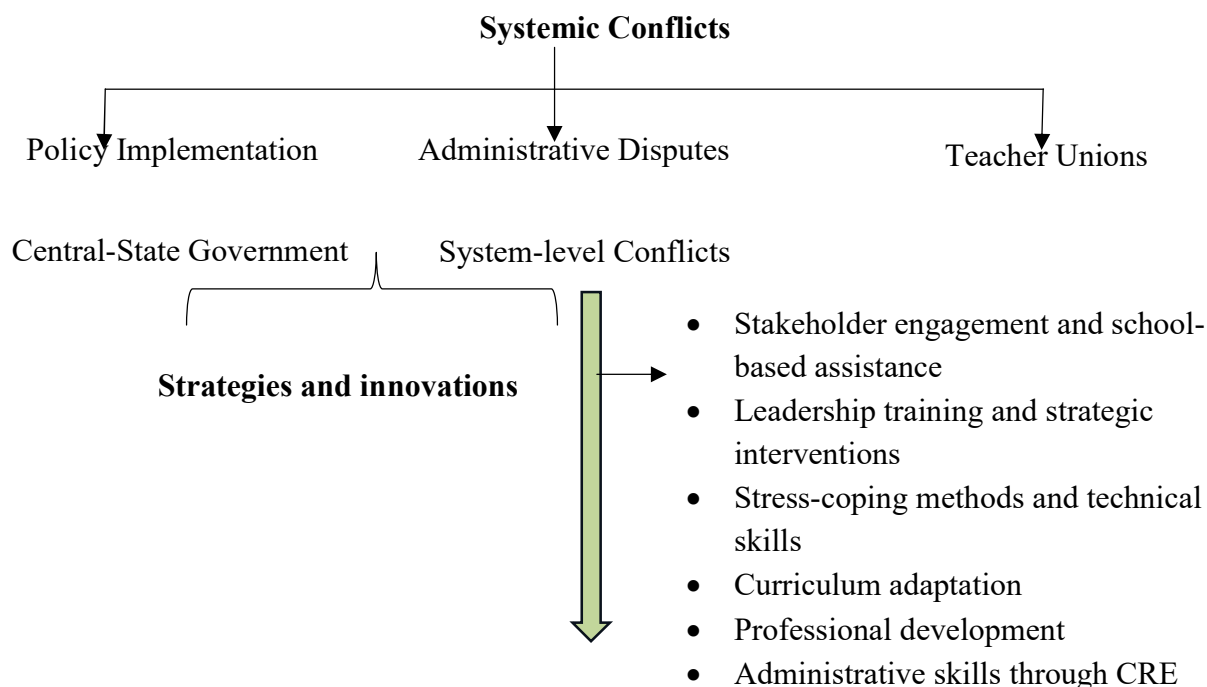 Systemic Conflicts
Policy Implementation
Administrative Disputes
Teacher Unions
Central-State Government
System-level Conflicts
Strategies and innovations
• Stakeholder engagement and school-
based assistance
• Leadership training and strategic
interventions
• Stress-coping methods and technical
skills
• Curriculum adaptation
• Professional development
• Administrative skills through CRE